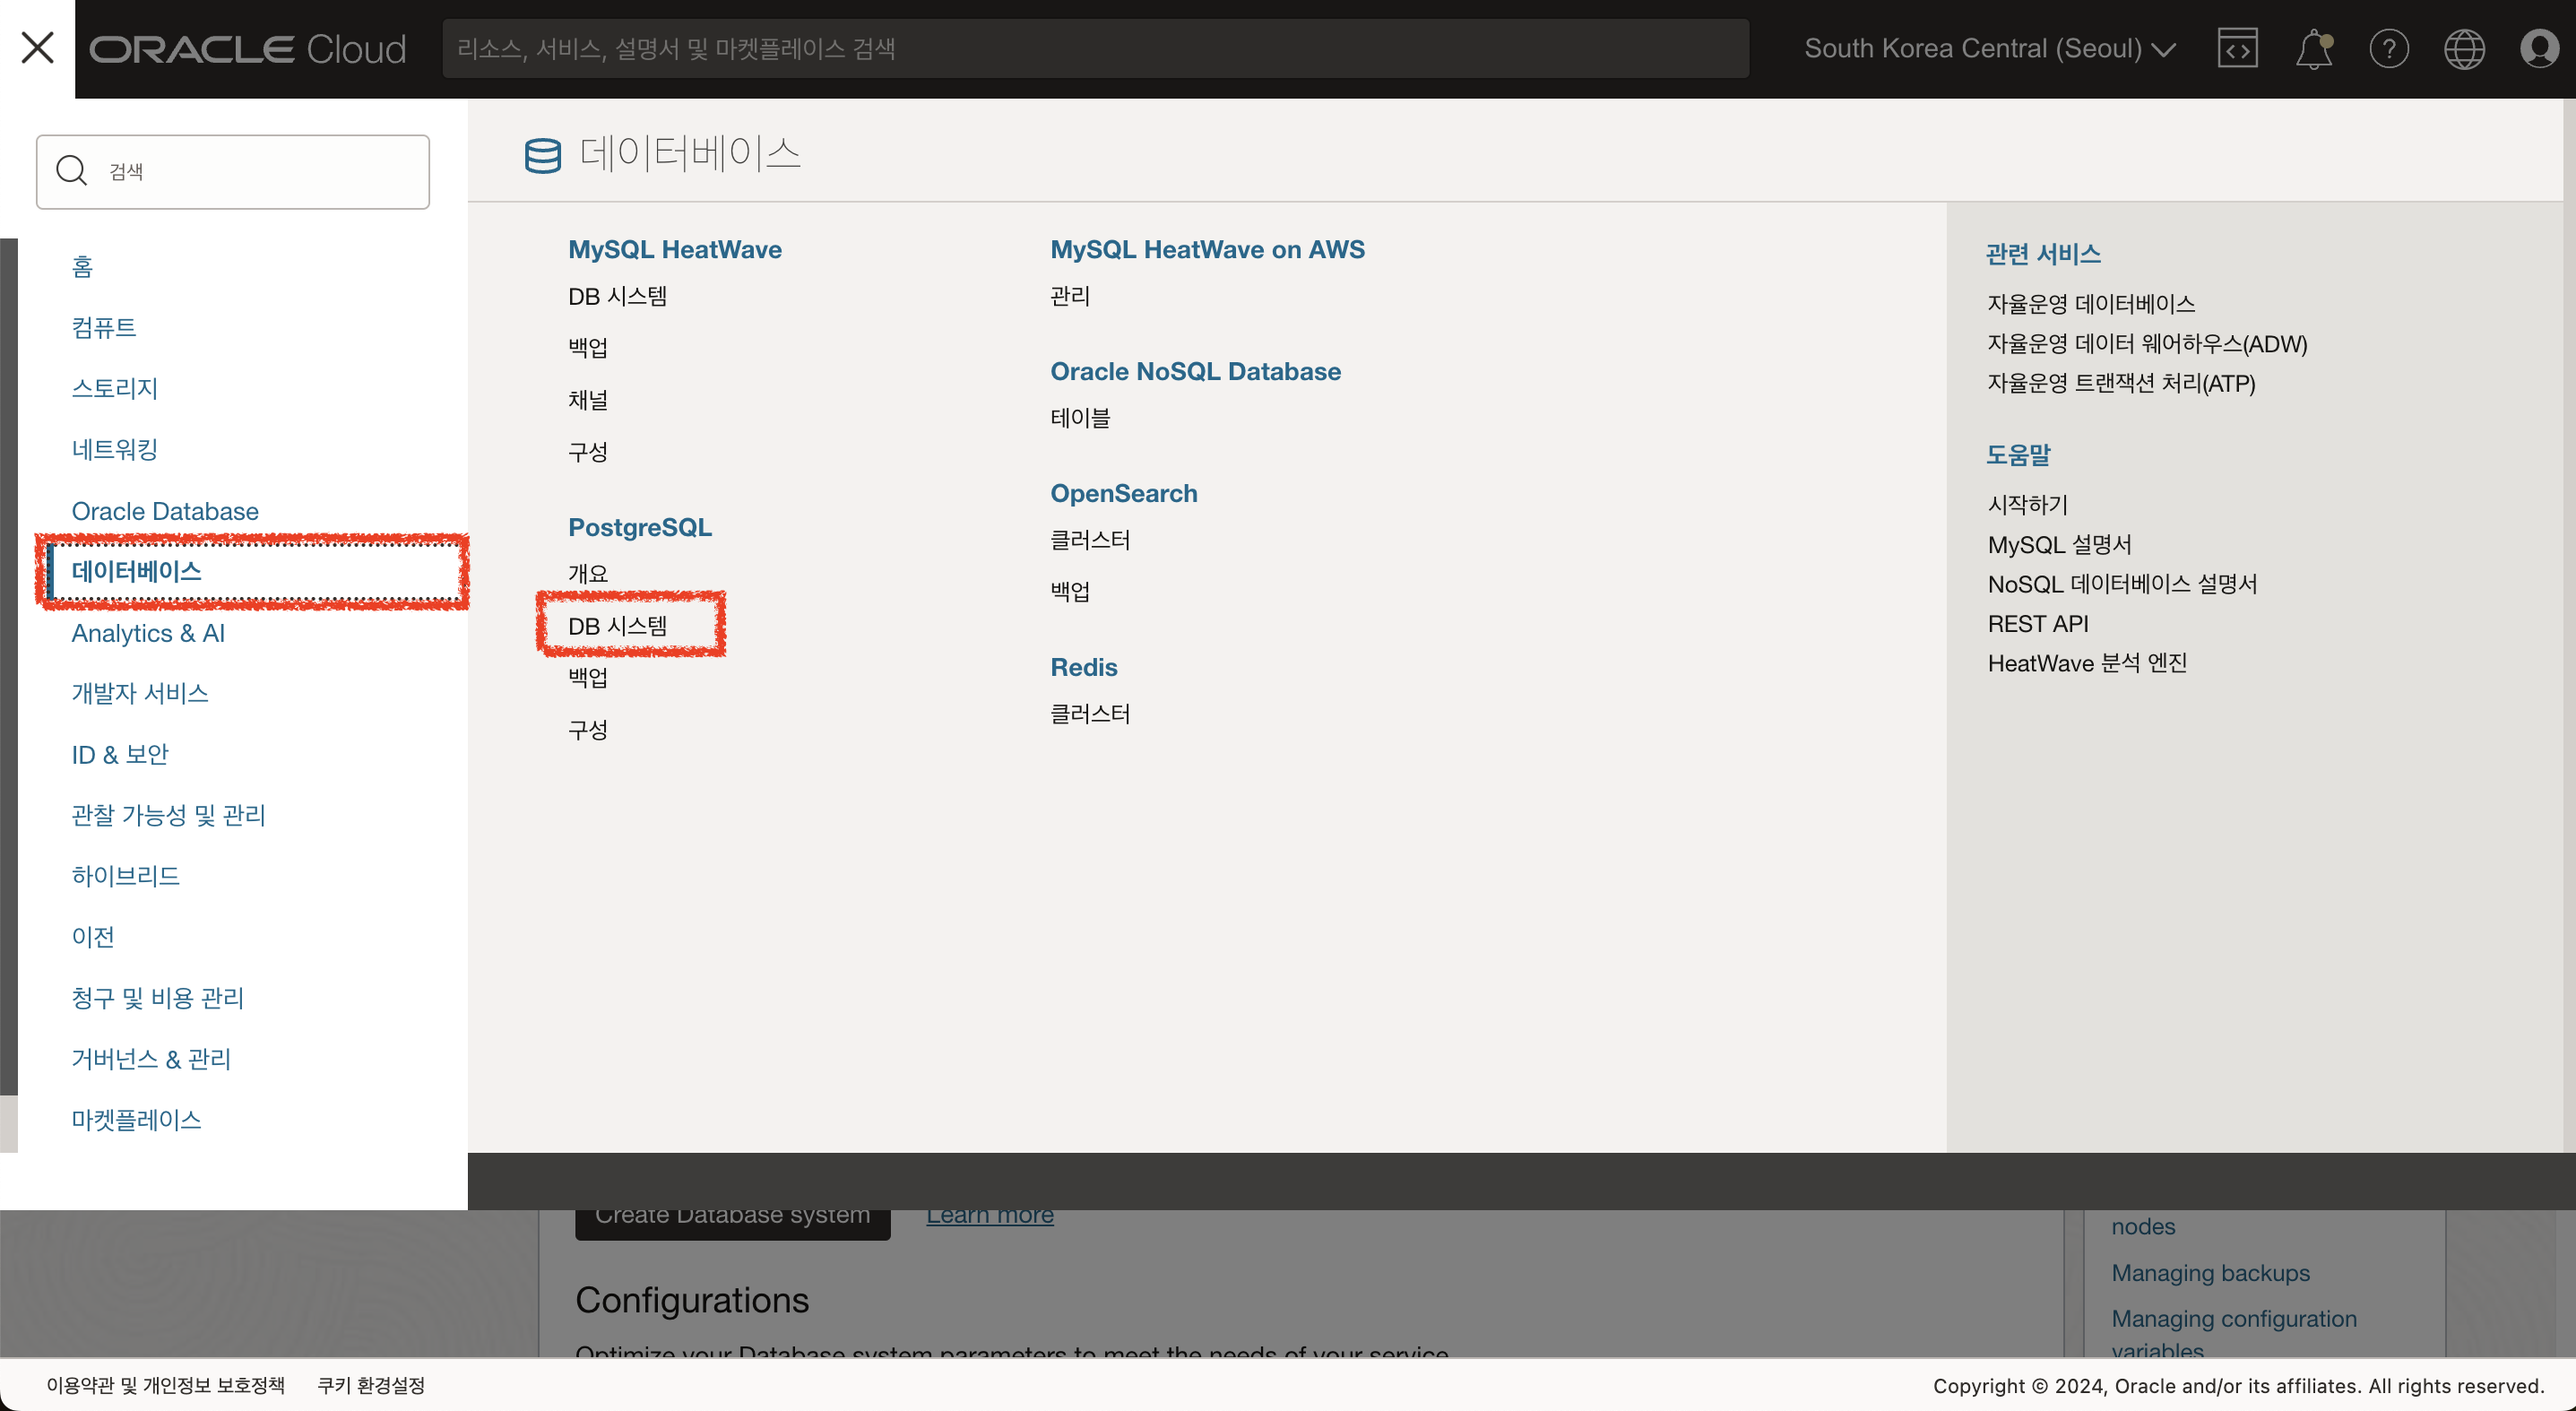 ORACLE Cloud
리소스, 서비스, 설명서 및 마켓플레이스 검색
South Korea Central (Seoul)
검색
홈
컴퓨트
스토리지
네트워킹
Oracle Database
데이터베이스
Analytics & AI
개발자 서비스
ID & 보안
관찰 가능성 및 관리
하이브리드
이전
청구 및 비용 관리
거버넌스 & 관리
마켓플레이스
데이터베이스
MySQL HeatWave
DB 시스템
백업
채널
구성
PostgreSQL
개요
DB 시스템
백업
구성
MySQL HeatWave on AWS
관리
Oracle NoSQL Database
테이블
OpenSearch
클러스터
백업
Redis
클러스터
관련 서비스
자율운영 데이터베이스
자율운영 데이터 웨어하우스(ADW)
자율운영 트랜잭션 처리(ATP)
도움말
시작하기
MySQL 설명서
NoSQL 데이터베이스 설명서
REST API
HeatWave 분석 엔진
Create Database system
Learn more
Configurations
Optimize your Database system parameters to meet the needs of your service
nodes
Managing backups
Managing configuration
variables
이용약관 및 개인정보 보호정책
쿠키 환경설정
Copyright © 2024, Oracle and/or its affiliates. All rights reserved.